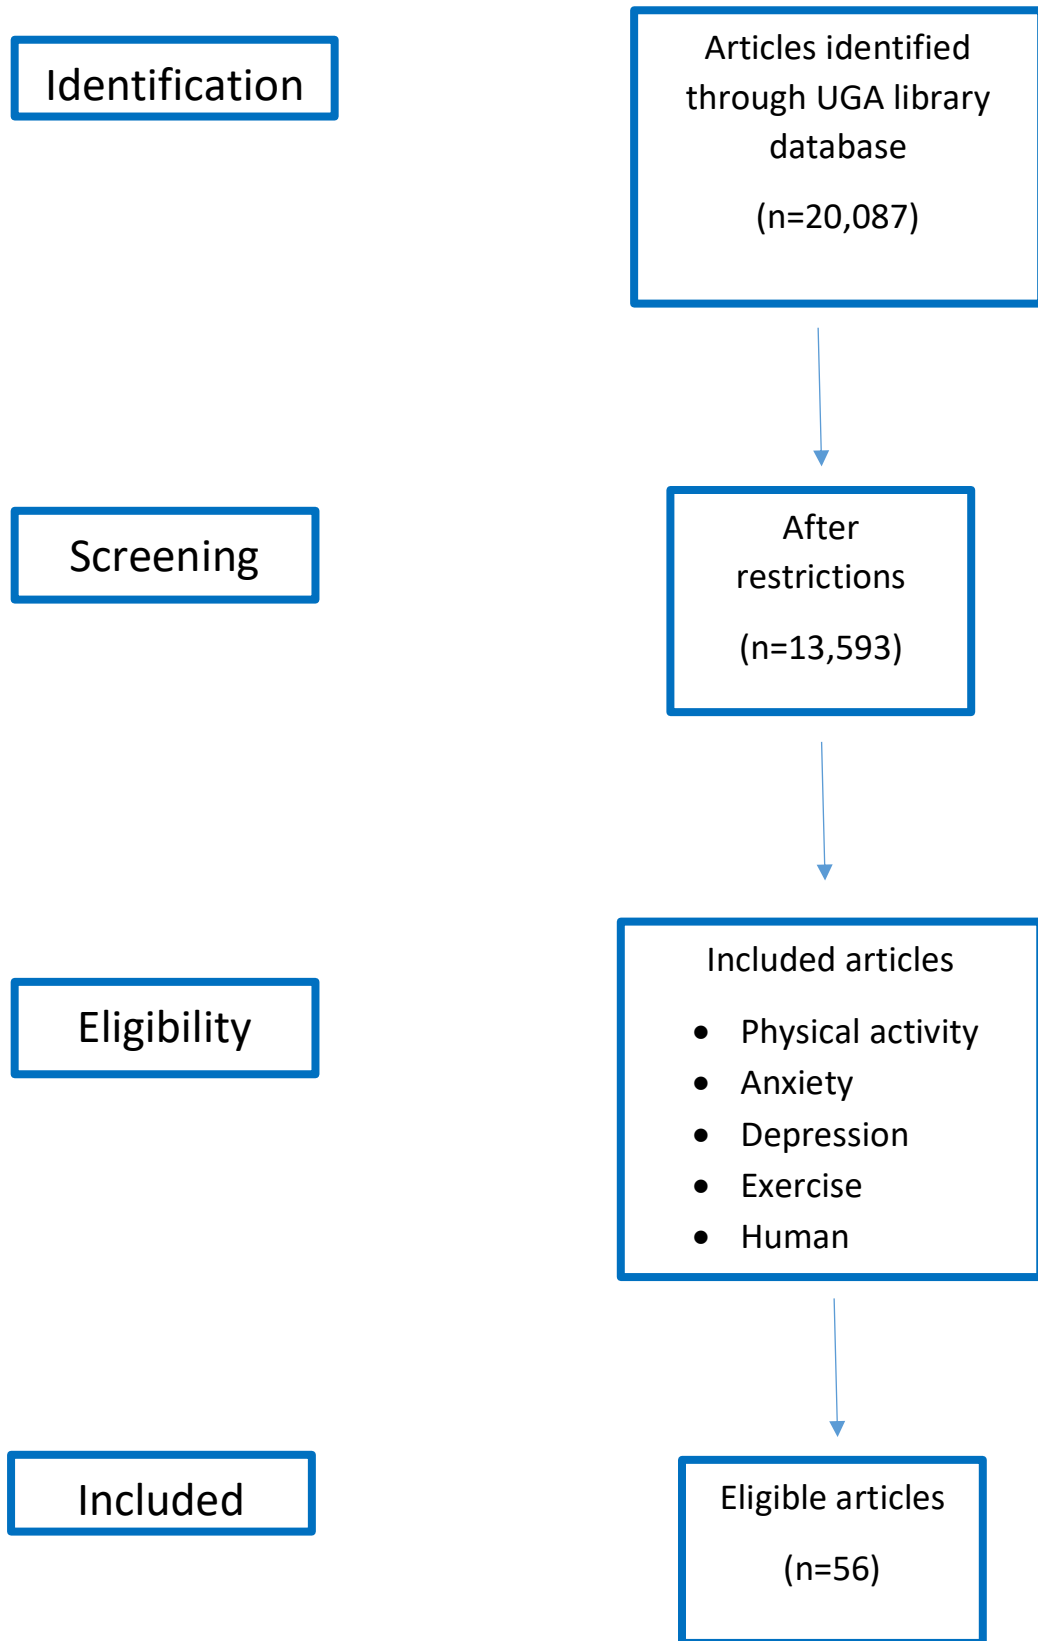 Identification
Articles identified
through UGA library
database
(n=20,087)
Screening
After
restrictions
(n=13,593)
Eligibility
Included articles
• Physical activity
• Anxiety
• Depression
• Exercise
• Human
Included
Eligible articles
(n=56)